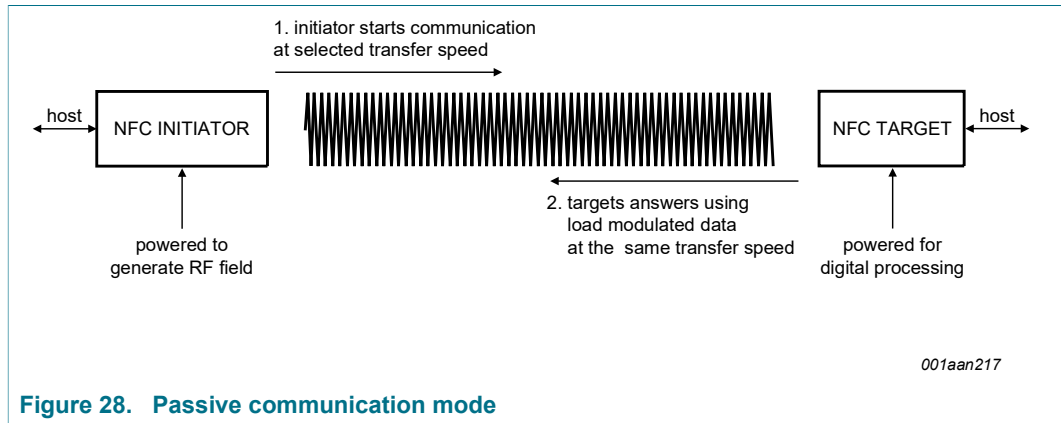 1. initiator starts communication
at selected transfer speed
host
NFC INITIATOR
NFC TARGET
host
2. targets answers using
load modulated data
at the same transfer speed
powered to
generate RF field
powered for
digital processing
001aan217
Figure 28. Passive communication mode